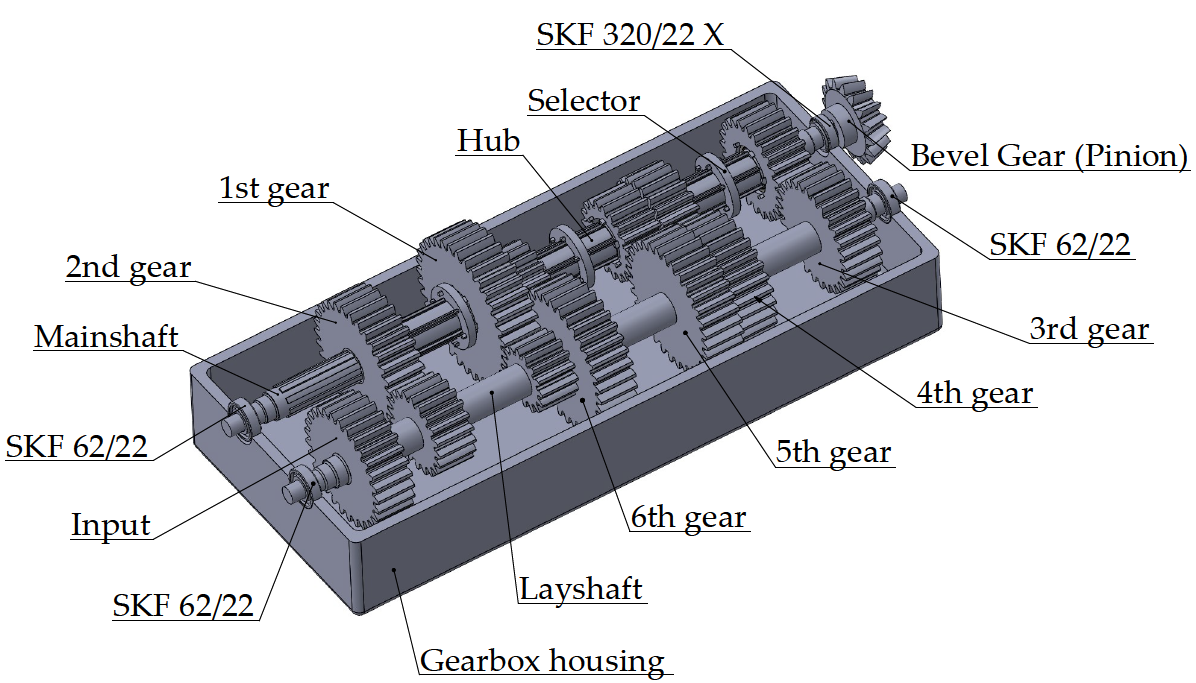 SKF 320/22 X
Selector
Hub
Bevel Gear (Pinion)
1st gear
SKF 62/22
2nd gear
Mainshaft
3rd gear
4th gear
SKF 62/22
5th gear
Input
6th gear
Layshaft
SKF 62/22
Gearbox housing